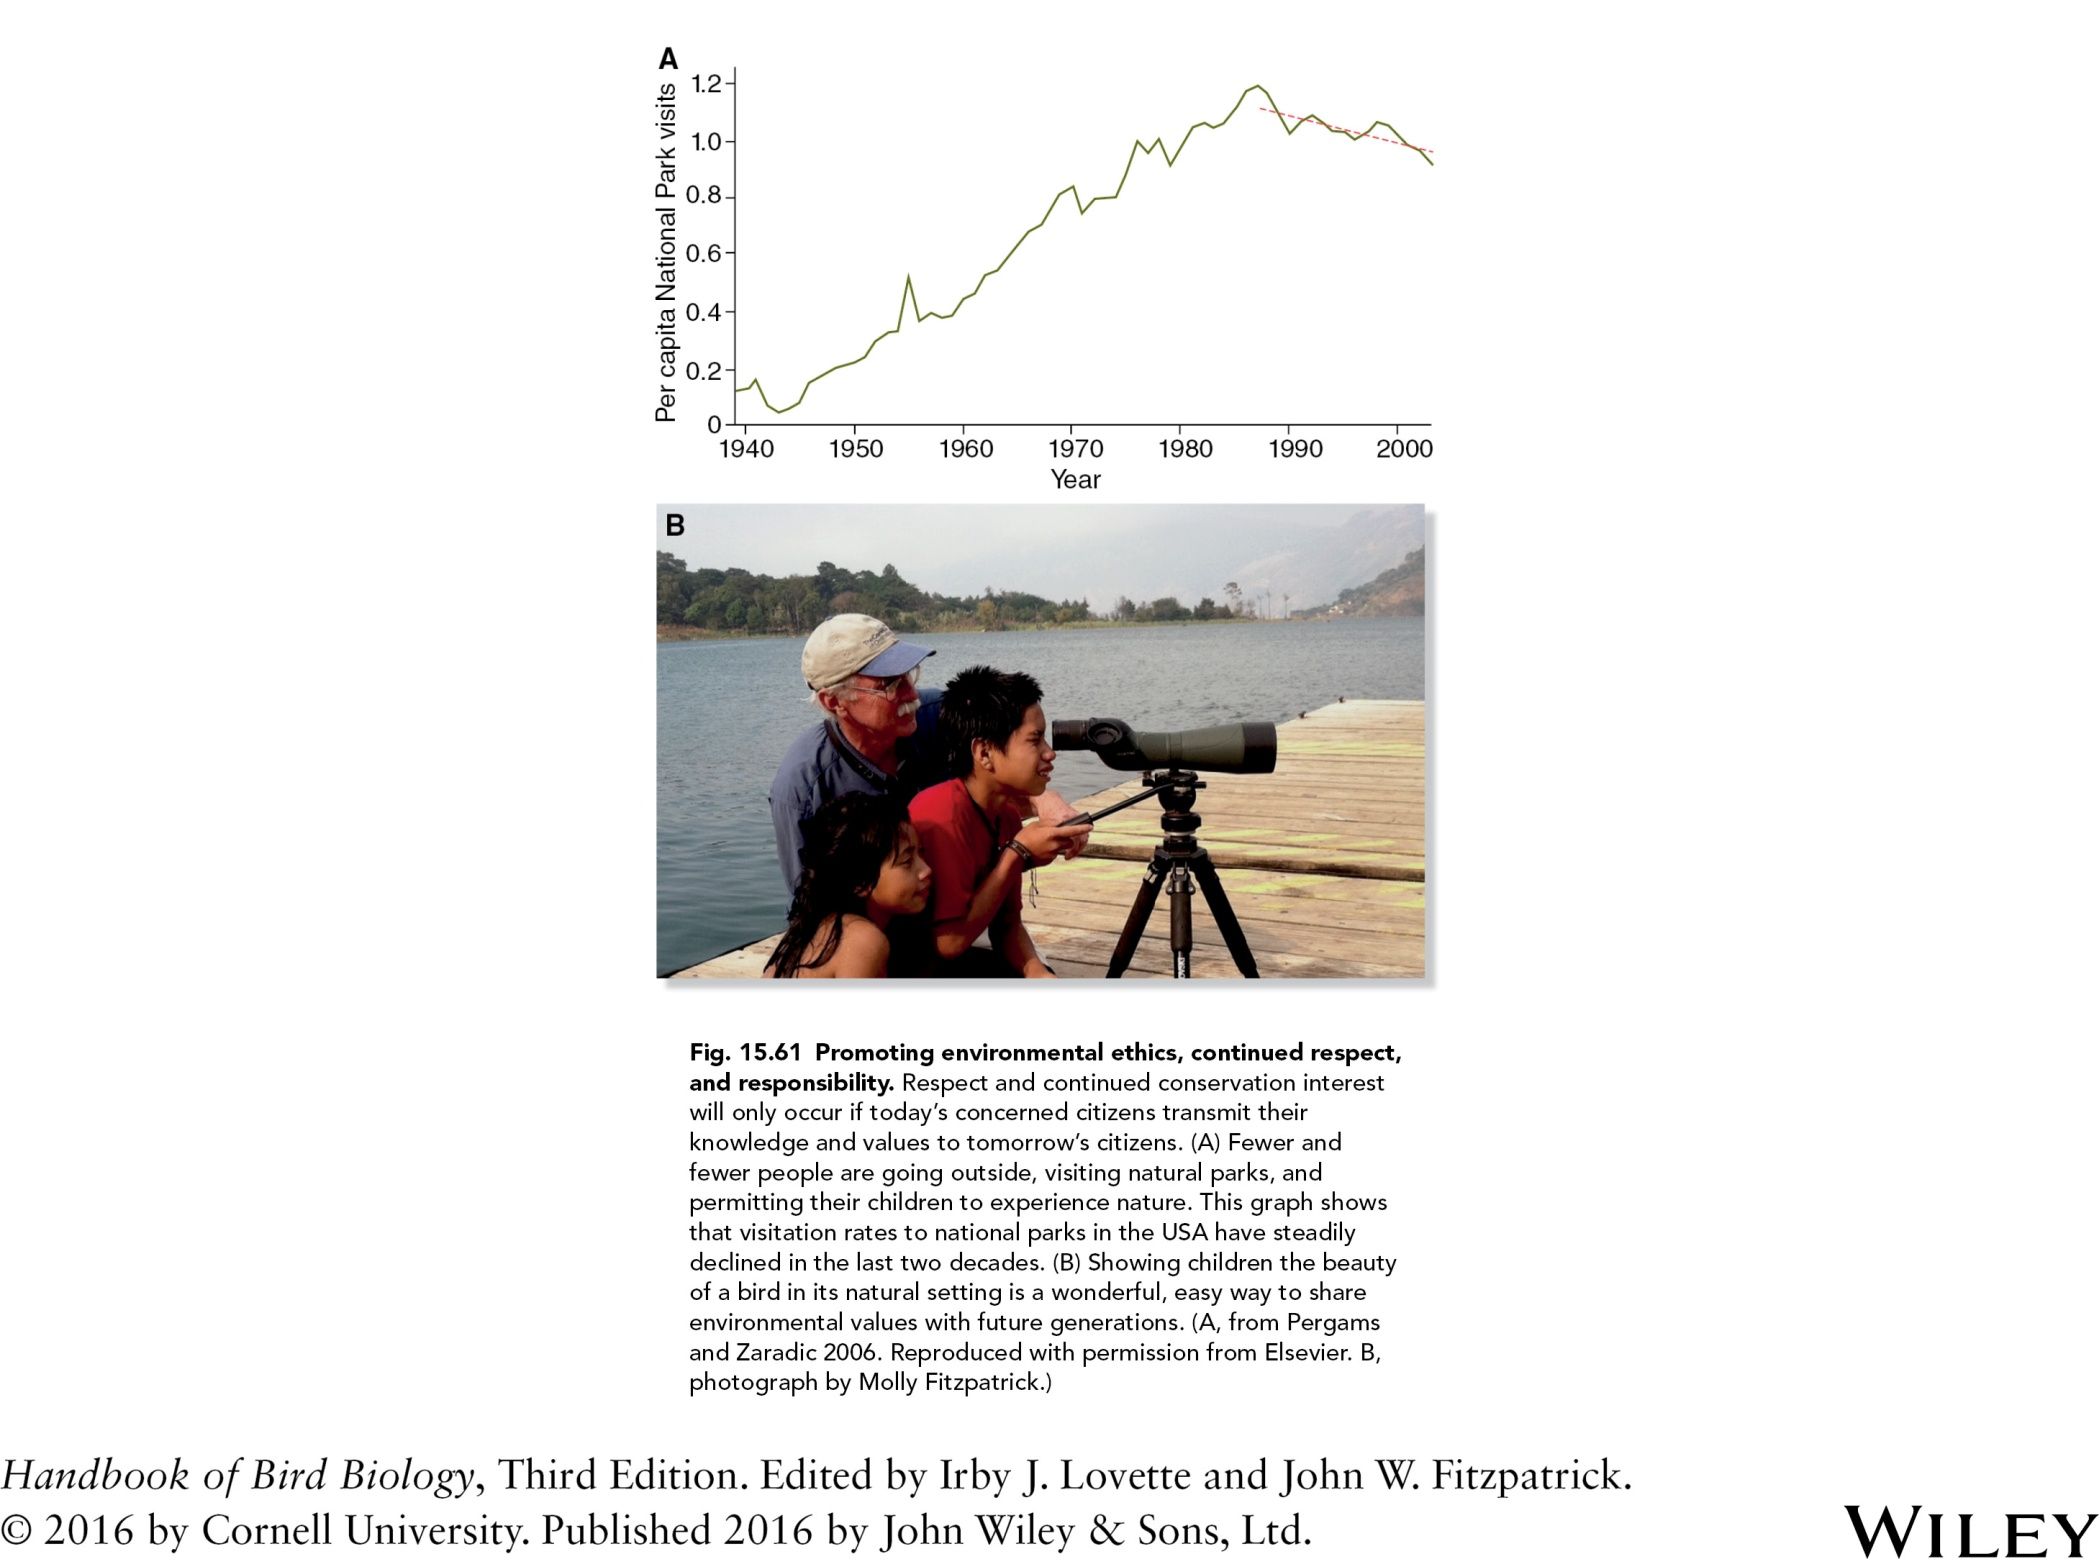 A
Per capita National Park visits
1.2
1.0
0.8
0.6
0.4
0.2
0
1940 1950 1960 1970 1980 1990 2000
Year
B
Fig. 15.61 Promoting environmental ethics, continued respect,
and responsibility. Respect and continued conservation interest
will only occur if today’s concerned citizens transmit their
knowledge and values to tomorrow’s citizens. (A) Fewer and
fewer people are going outside, visiting natural parks, and
permitting their children to experience nature. This graph shows
that visitation rates to national parks in the USA have steadily
declined in the last two decades. (B) Showing children the beauty
of a bird in its natural setting is a wonderful, easy way to share
environmental values with future generations. (A, from Pergams
and Zaradic 2006. Reproduced with permission from Elsevier. B,
photograph by Molly Fitzpatrick.)
Handbook of Bird Biology, Third Edition. Edited by Irby J. Lovette and John W. Fitzpatrick.
© 2016 by Cornell University. Published 2016 by John Wiley & Sons, Ltd.
WILEY